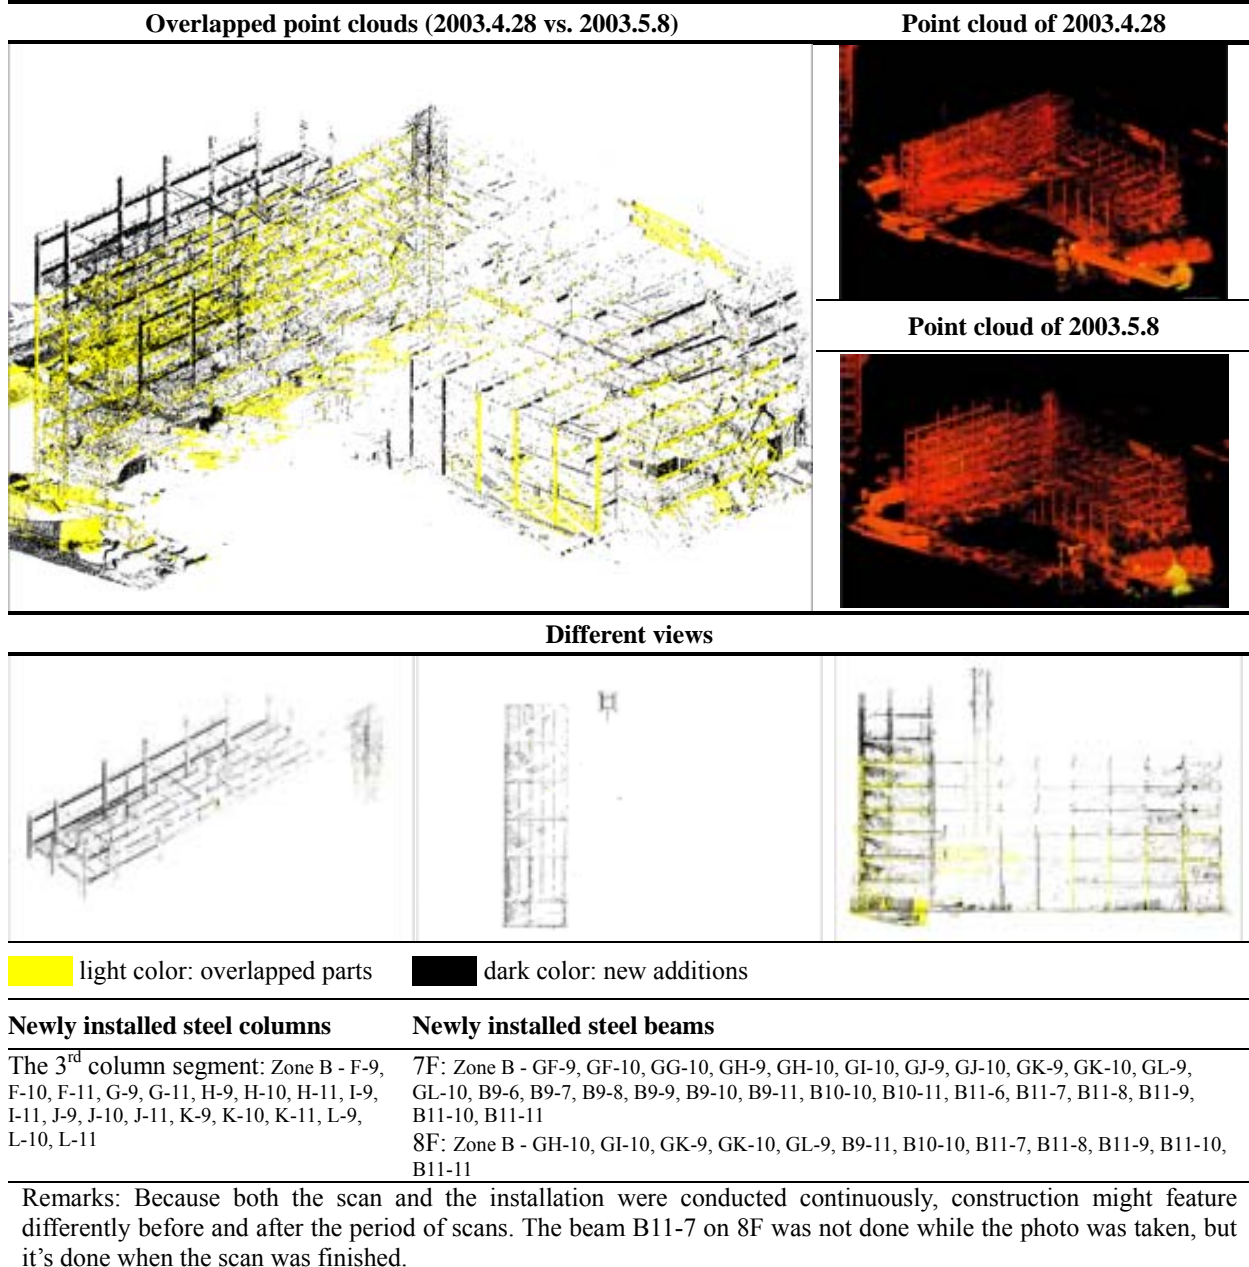 Overlapped point clouds (2003.4.28 vs. 2003.5.8)
Point cloud of 2003.4.28
Point cloud of 2003.5.8
Different views
light color: overlapped parts
dark color: new additions
Newly installed steel columns
The 3rd column segment: Zone B - F-9,
F-10, F-11, G-9, G-11, H-9, H-10, H-11, I-9,
I-11, J-9, J-10, J-11, K-9, K-10, K-11, L-9,
L-10, L-11
Newly installed steel beams
7F: Zone B - GF-9, GF-10, GG-10, GH-9, GH-10, GI-10, GJ-9, GJ-10, GK-9, GK-10, GL-9,
GL-10, B9-6, B9-7, B9-8, B9-9, B9-10, B9-11, B10-10, B10-11, B11-6, B11-7, B11-8, B11-9,
B11-10, B11-11
8F: Zone B - GH-10, GI-10, GK-9, GK-10, GL-9, B9-11, B10-10, B11-7, B11-8, B11-9, B11-10,
B11-11
Remarks: Because both the scan and the installation were conducted continuously, construction might feature
differently before and after the period of scans. The beam B11-7 on 8F was not done while the photo was taken, but
it's done when the scan was finished.